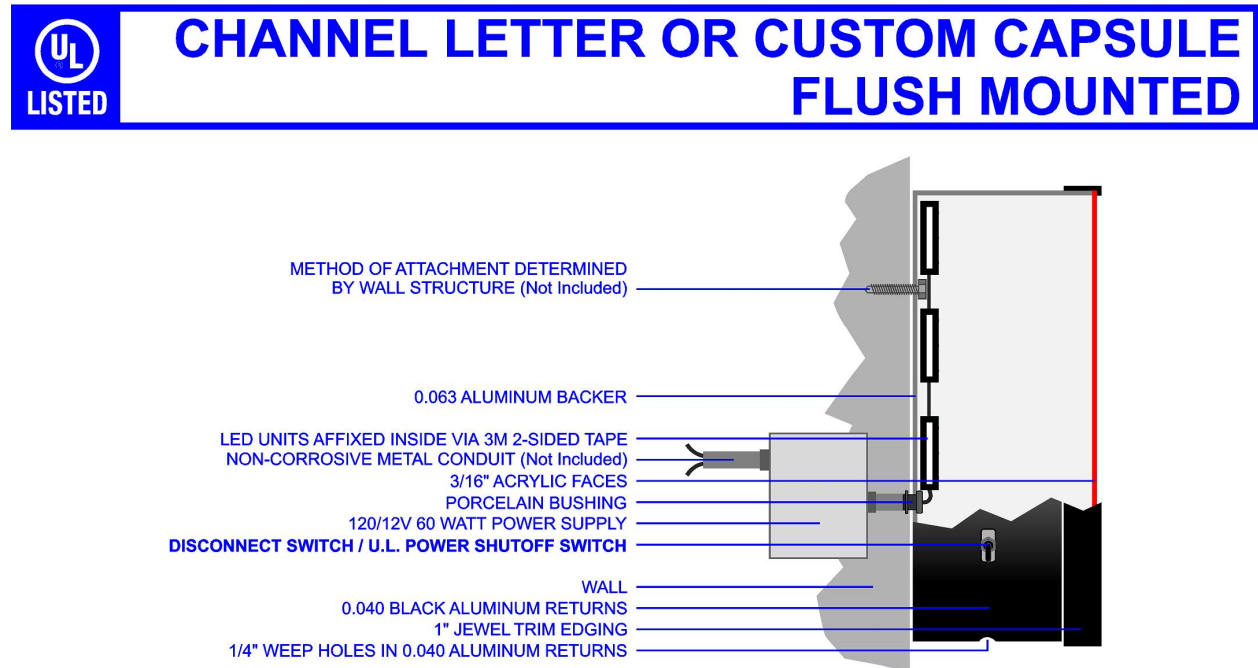 UL
LISTED
CHANNEL LETTER OR CUSTOM CAPSULE
FLUSH MOUNTED
METHOD OF ATTACHMENT DETERMINED
BY WALL STRUCTURE (Not Included)
0.063 ALUMINUM BACKER
LED UNITS AFFIXED INSIDE VIA 3M 2-SIDED TAPE
NON-CORROSIVE METAL CONDUIT (Not Included)
3/16" ACRYLIC FACES
PORCELAIN BUSHING
120/12V 60 WATT POWER SUPPLY
DISCONNECT SWITCH / U.L. POWER SHUTOFF SWITCH
WALL
0.040 BLACK ALUMINUM RETURNS
1" JEWEL TRIM EDGING
1/4" WEEP HOLES IN 0.040 ALUMINUM RETURNS